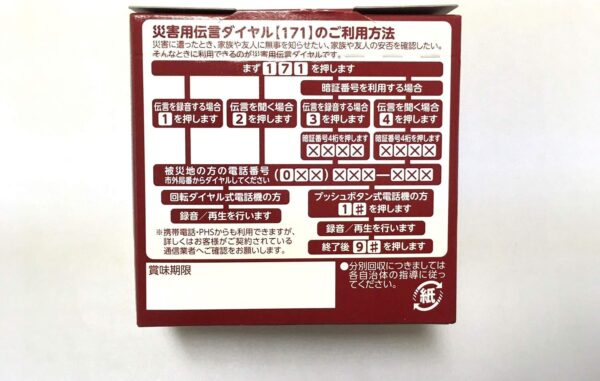 災害用伝言ダイヤル【171】のご利用方法
災害に遭ったとき、家族や友人に無事を知らせたい、家族や友人の安否を確認したい。
そんなときに利用できるのが災害用伝言ダイヤルです。
まず171を押します
暗証番号を利用する場合
伝言を録音する場合 1を押します
伝言を聞く場合 2を押します
伝言を録音する場合 3を押します
伝言を聞く場合 4を押します
暗証番号4桁を押します ××××
暗証番号4桁を押します ××××
被災地の方の電話番号 (0××)×××―××××
市外局番からダイヤルしてください
回転ダイヤル式電話機の方
録音/再生を行います
プッシュボタン式電話機の方
1#を押します
録音/再生を行います
終了後9#を押します
※携帯電話・PHSからも利用できますが、
詳しくはお客様がご契約されている
通信業者へご確認をお願いします。
賞味期限
●分別回収につきましては
各自治体の指導に従っ
てください。
紙